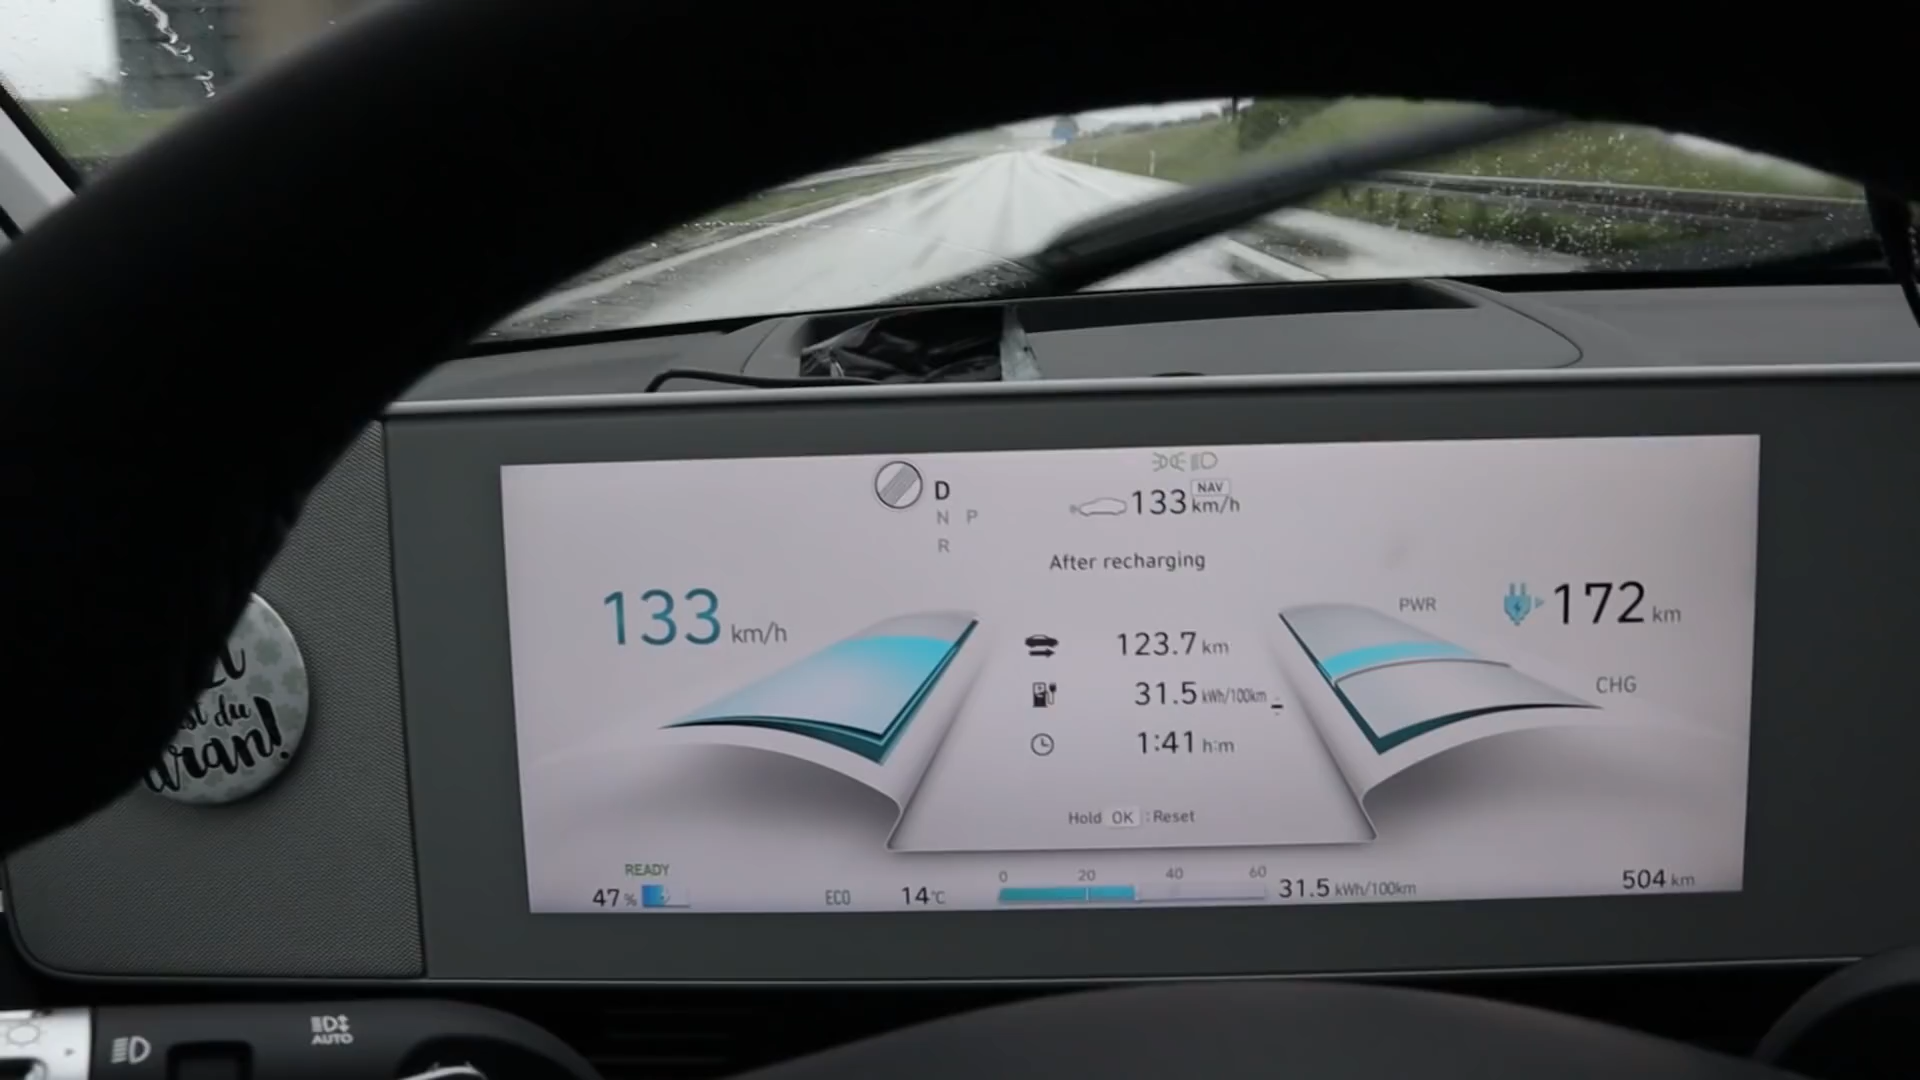 D
N P
R
NAV
133 km/h
After recharging
133 km/h
123.7 km
31.5 kWh/100km
1:41 h:m
Hold OK : Reset
PWR
172 km
CHG
READY
47 %
ECO
14°C
0 20 40 60
31.5 kWh/100km
504 km
du
dran!
AUTO